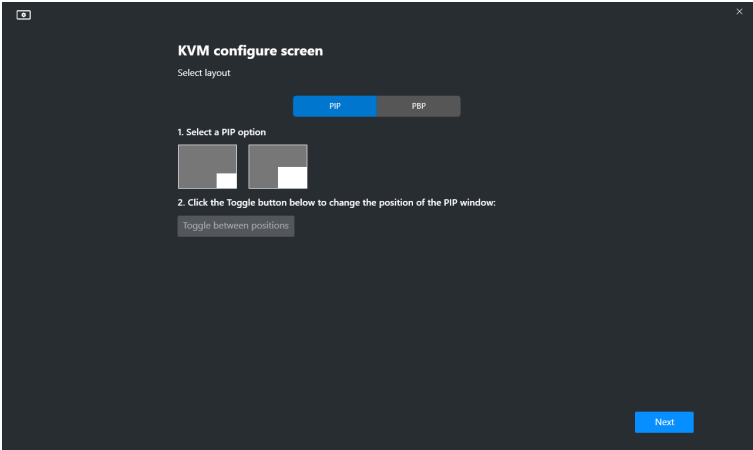 KVM configure screen
Select layout
PIP PBP
1. Select a PIP option
2. Click the Toggle button below to change the position of the PIP window:
Toggle between positions
Next